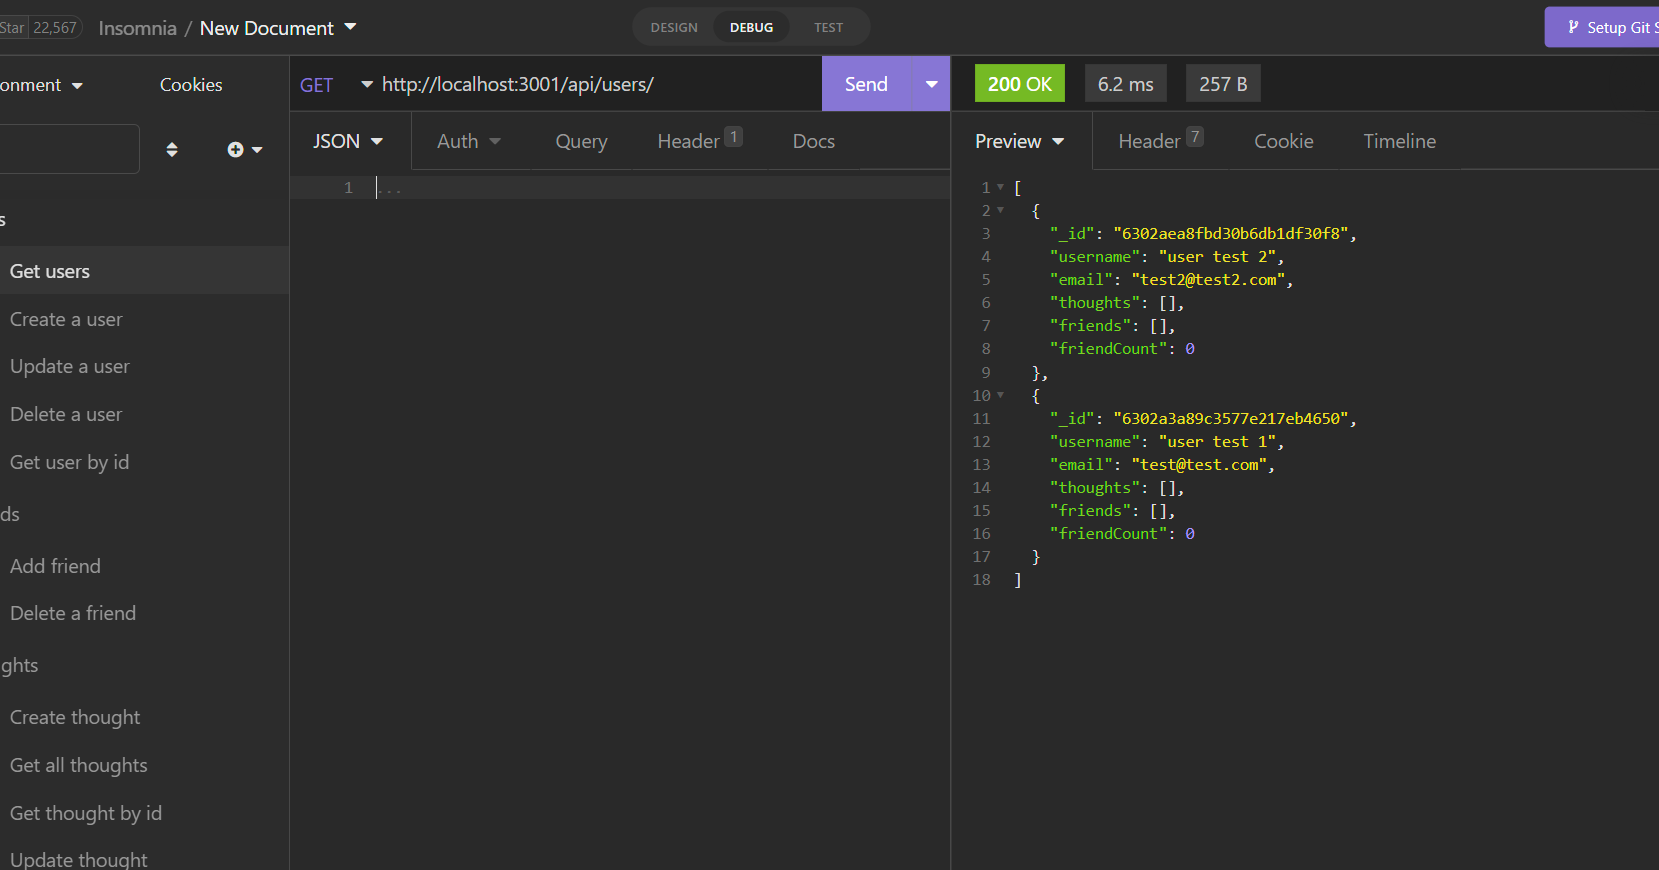 Star 22,567 Insomnia / New Document DESIGN DEBUG TEST Setup Git S
onment Cookies
GET http://localhost:3001/api/users/ Send 200 OK 6.2 ms 257 B
JSON Auth Query Header 1 Docs
Preview Header 7 Cookie Timeline
s
Get users
Create a user
Update a user
Delete a user
Get user by id
ds
Add friend
Delete a friend
ghts
Create thought
Get all thoughts
Get thought by id
Update thought
1 ...
1 [
2 {
3 "_id": "6302aea8fbd30b6db1df30f8",
4 "username": "user test 2",
5 "email": "test2@test2.com",
6 "thoughts": [],
7 "friends": [],
8 "friendCount": 0
9 },
10 {
11 "_id": "6302a3a89c3577e217eb4650",
12 "username": "user test 1",
13 "email": "test@test.com",
14 "thoughts": [],
15 "friends": [],
16 "friendCount": 0
17 }
18 ]